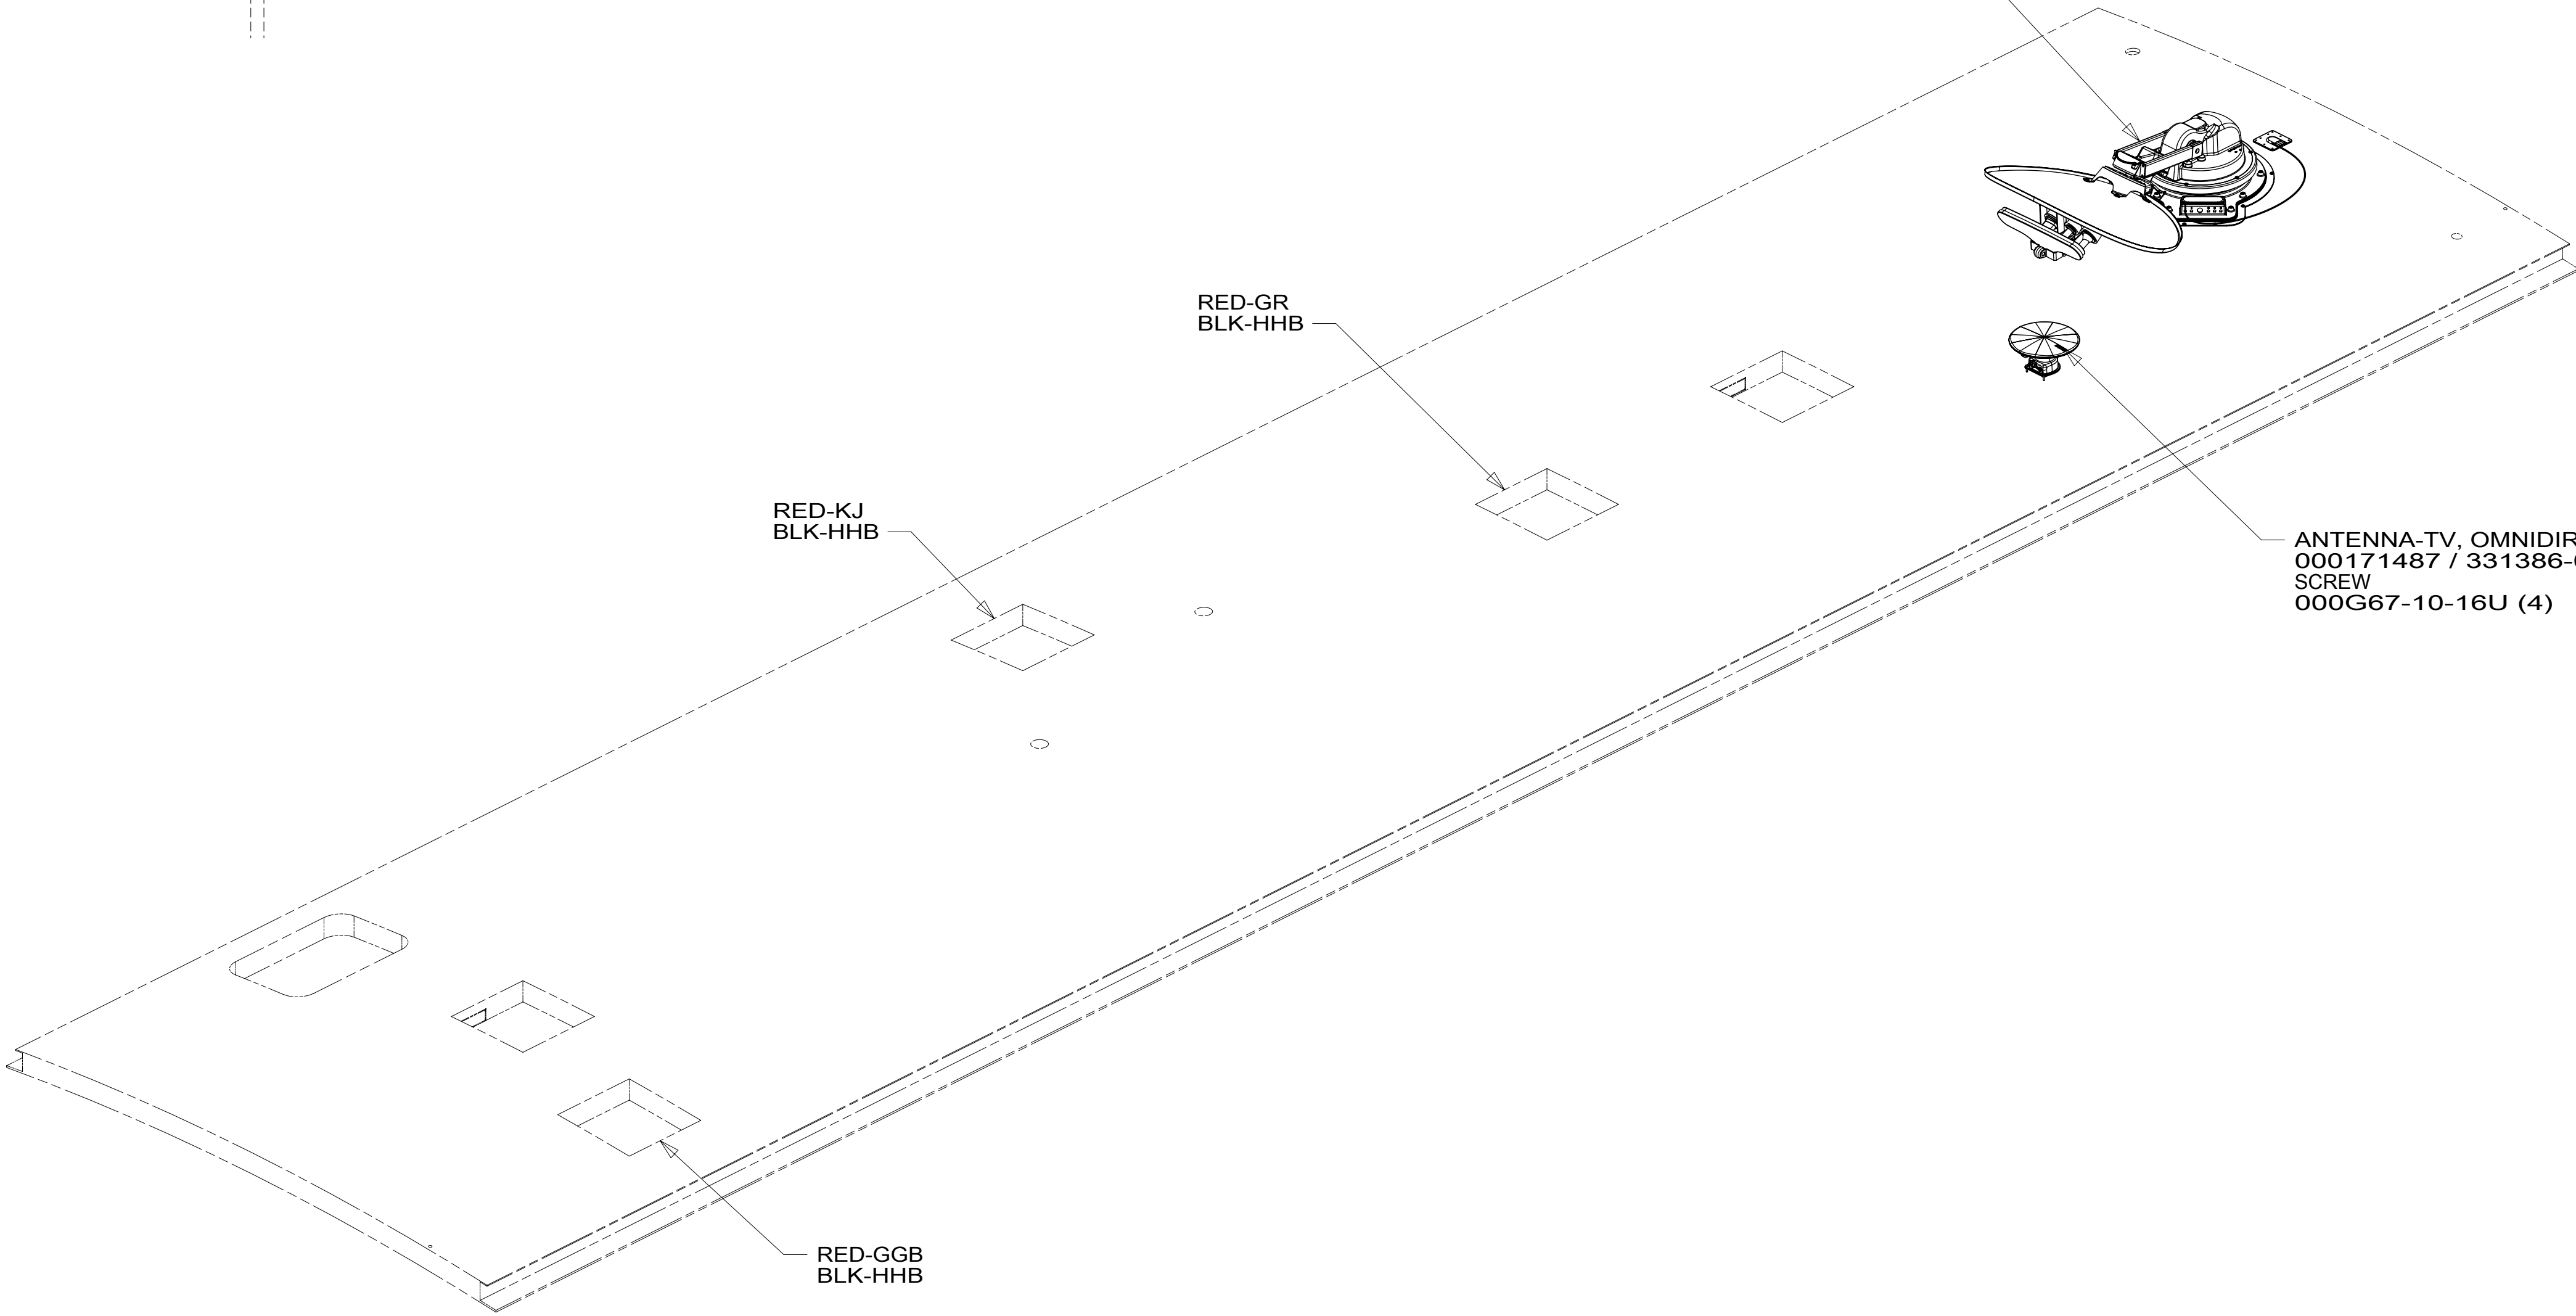 RED-GR
BLK-HHB
RED-KJ
BLK-HHB
ANTENNA-TV, OMNIDIR
000171487 / 331386-
SCREW
000G67-10-16U (4)
RED-GGB
BLK-HHB